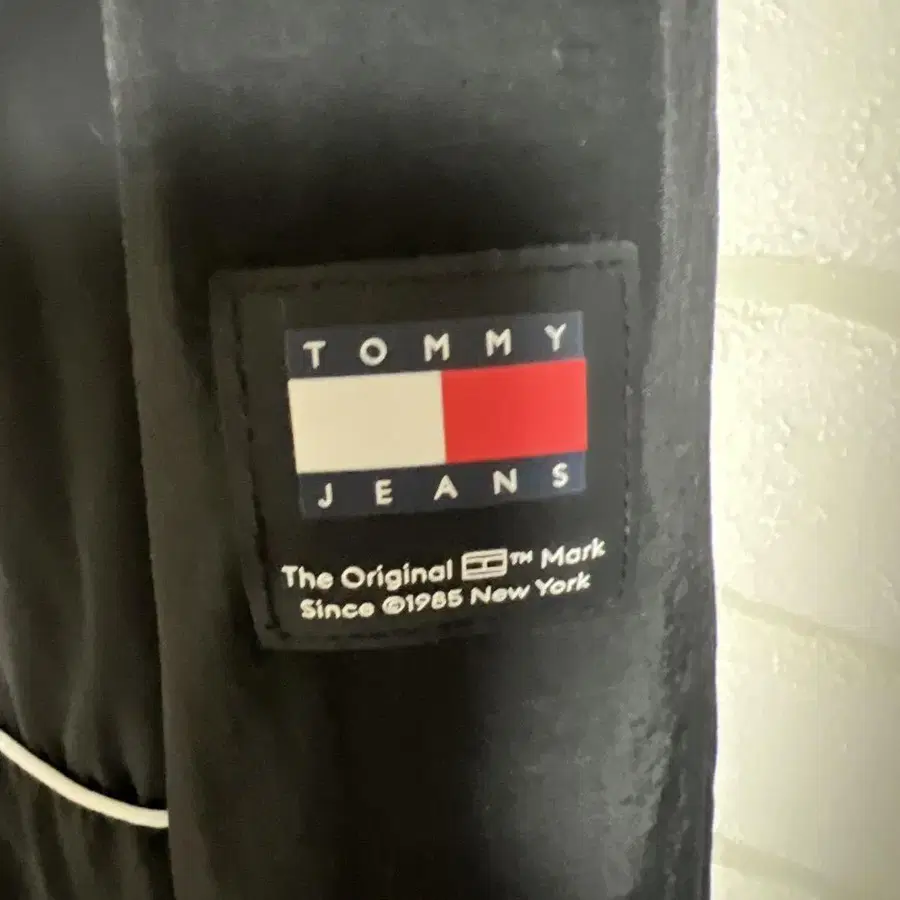 TOMMY
JEANS
The Original ™ Mark
Since ©1985 New York